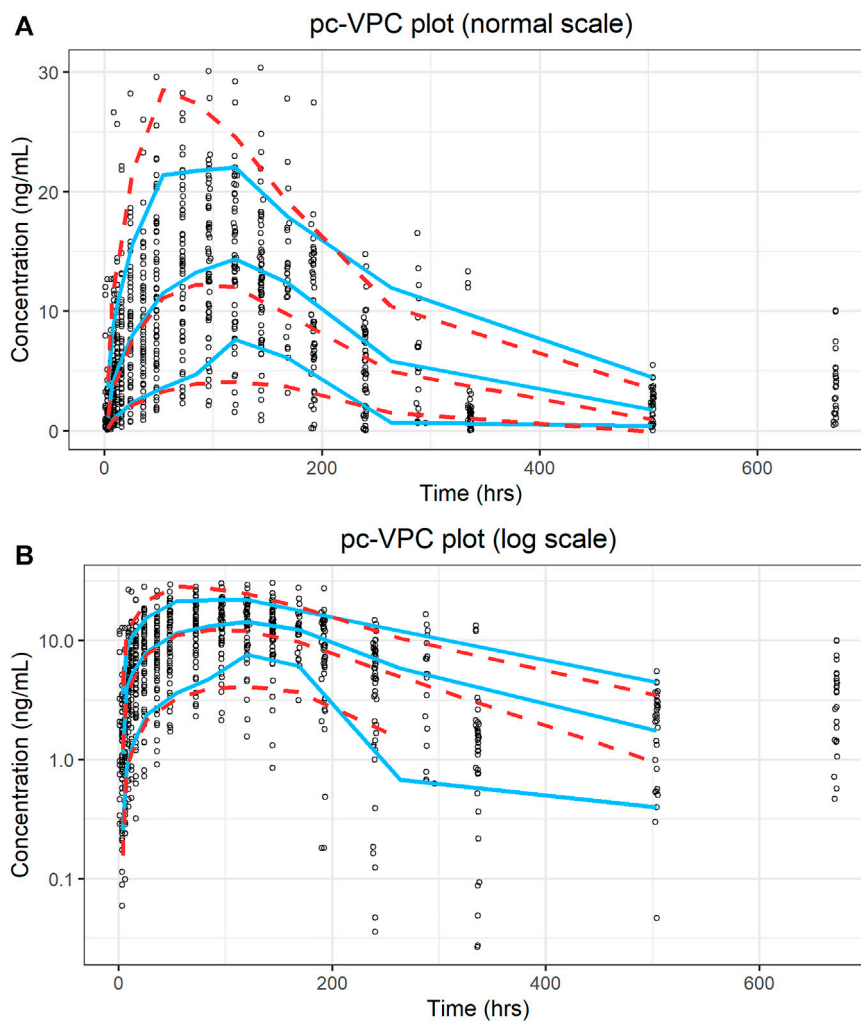 A
pc-VPC plot (normal scale)
30
20
10
0
Concentration (ng/mL)
0 200 400 600
Time (hrs)
B
pc-VPC plot (log scale)
10.0
1.0
0.1
Concentration (ng/mL)
0 200 400 600
Time (hrs)